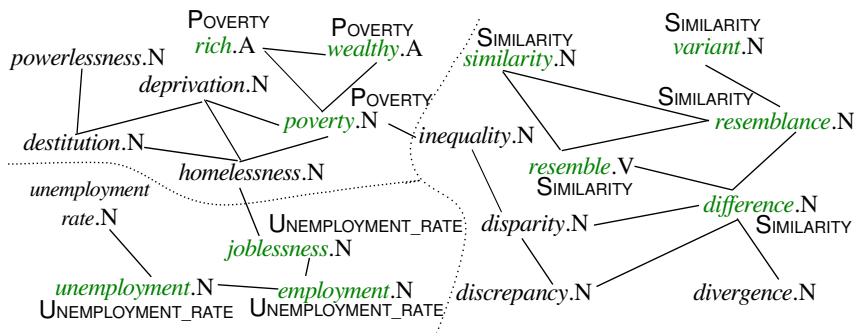 POVERTY
rich.A
POVERTY
wealthy.A
powerlessness.N
deprivation.N
POVERTY
poverty.N
destitution.N
homelessness.N
inequality.N
SIMILARITY
similarity.N
SIMILARITY
variant.N
SIMILARITY
resemblance.N
resemble.V
SIMILARITY
difference.N
SIMILARITY
disparity.N
discrepancy.N
divergence.N
unemployment
rate.N
UNEMPLOYMENT_RATE
joblessness.N
unemployment.N
UNEMPLOYMENT_RATE
employment.N
UNEMPLOYMENT_RATE